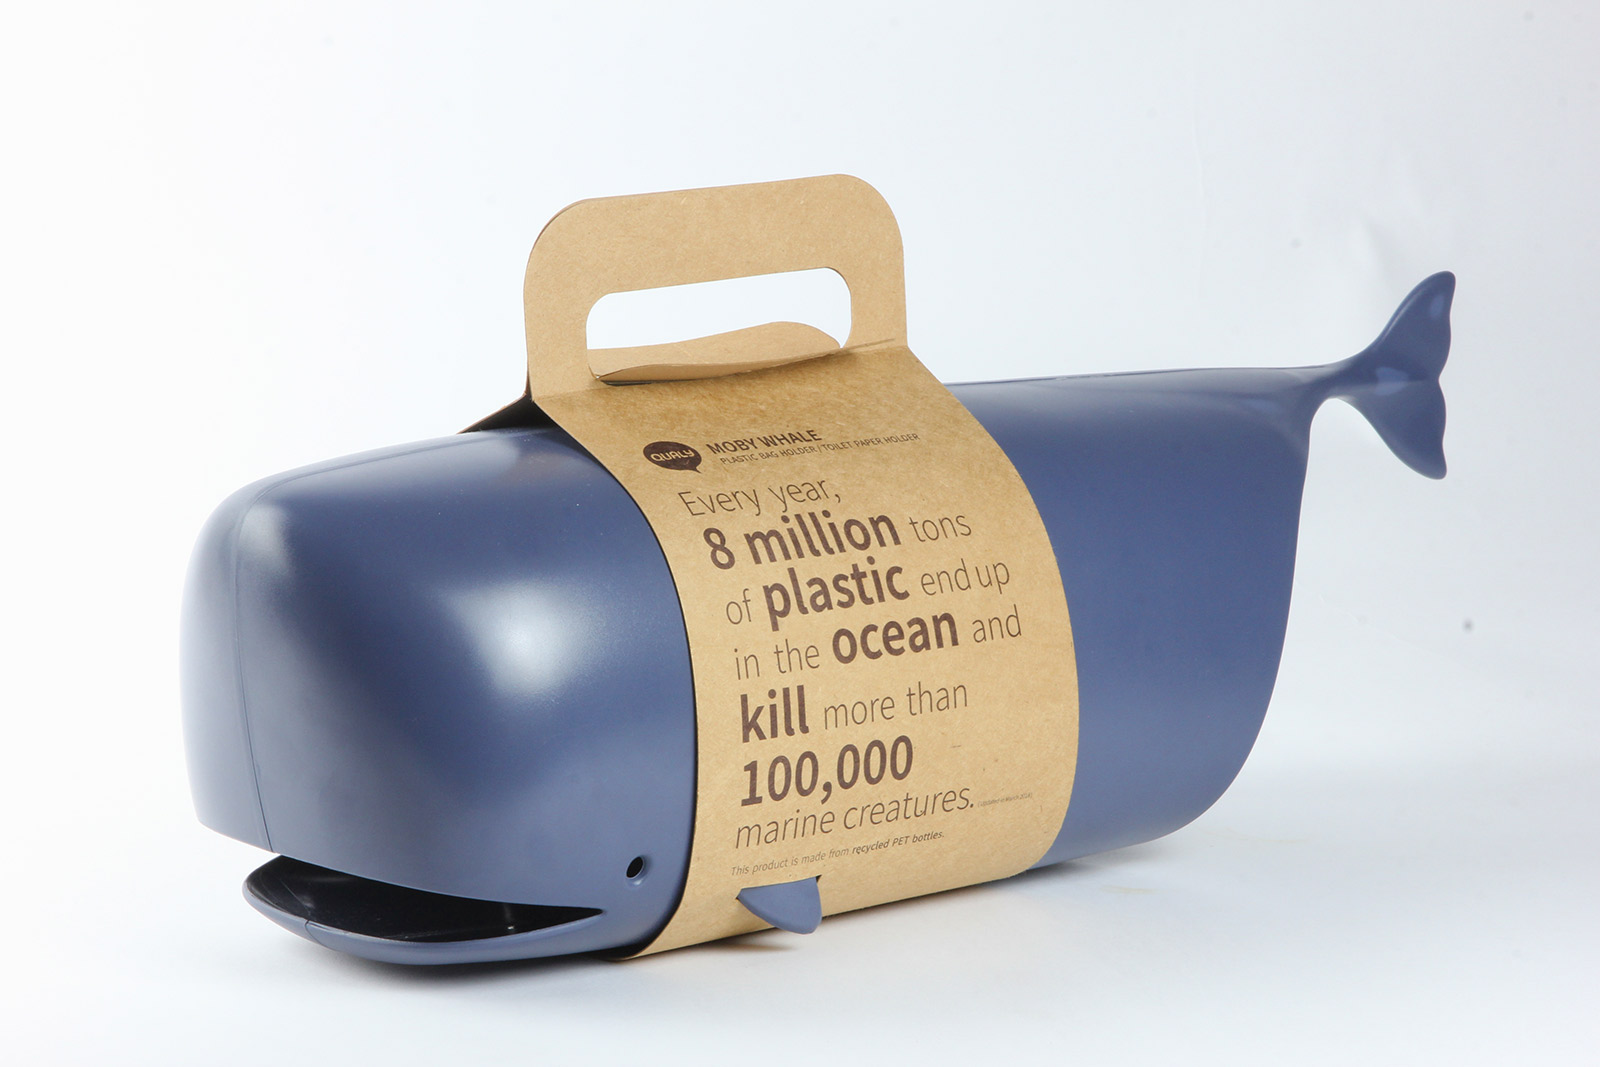 QUALY
MOBY WHALE
PLASTIC BAG HOLDER / TOILET PAPER HOLDER
Every year,
8 million tons
of plastic end up
in the ocean and
kill more than
100,000
marine creatures.
This product is made from recycled PET bottles.